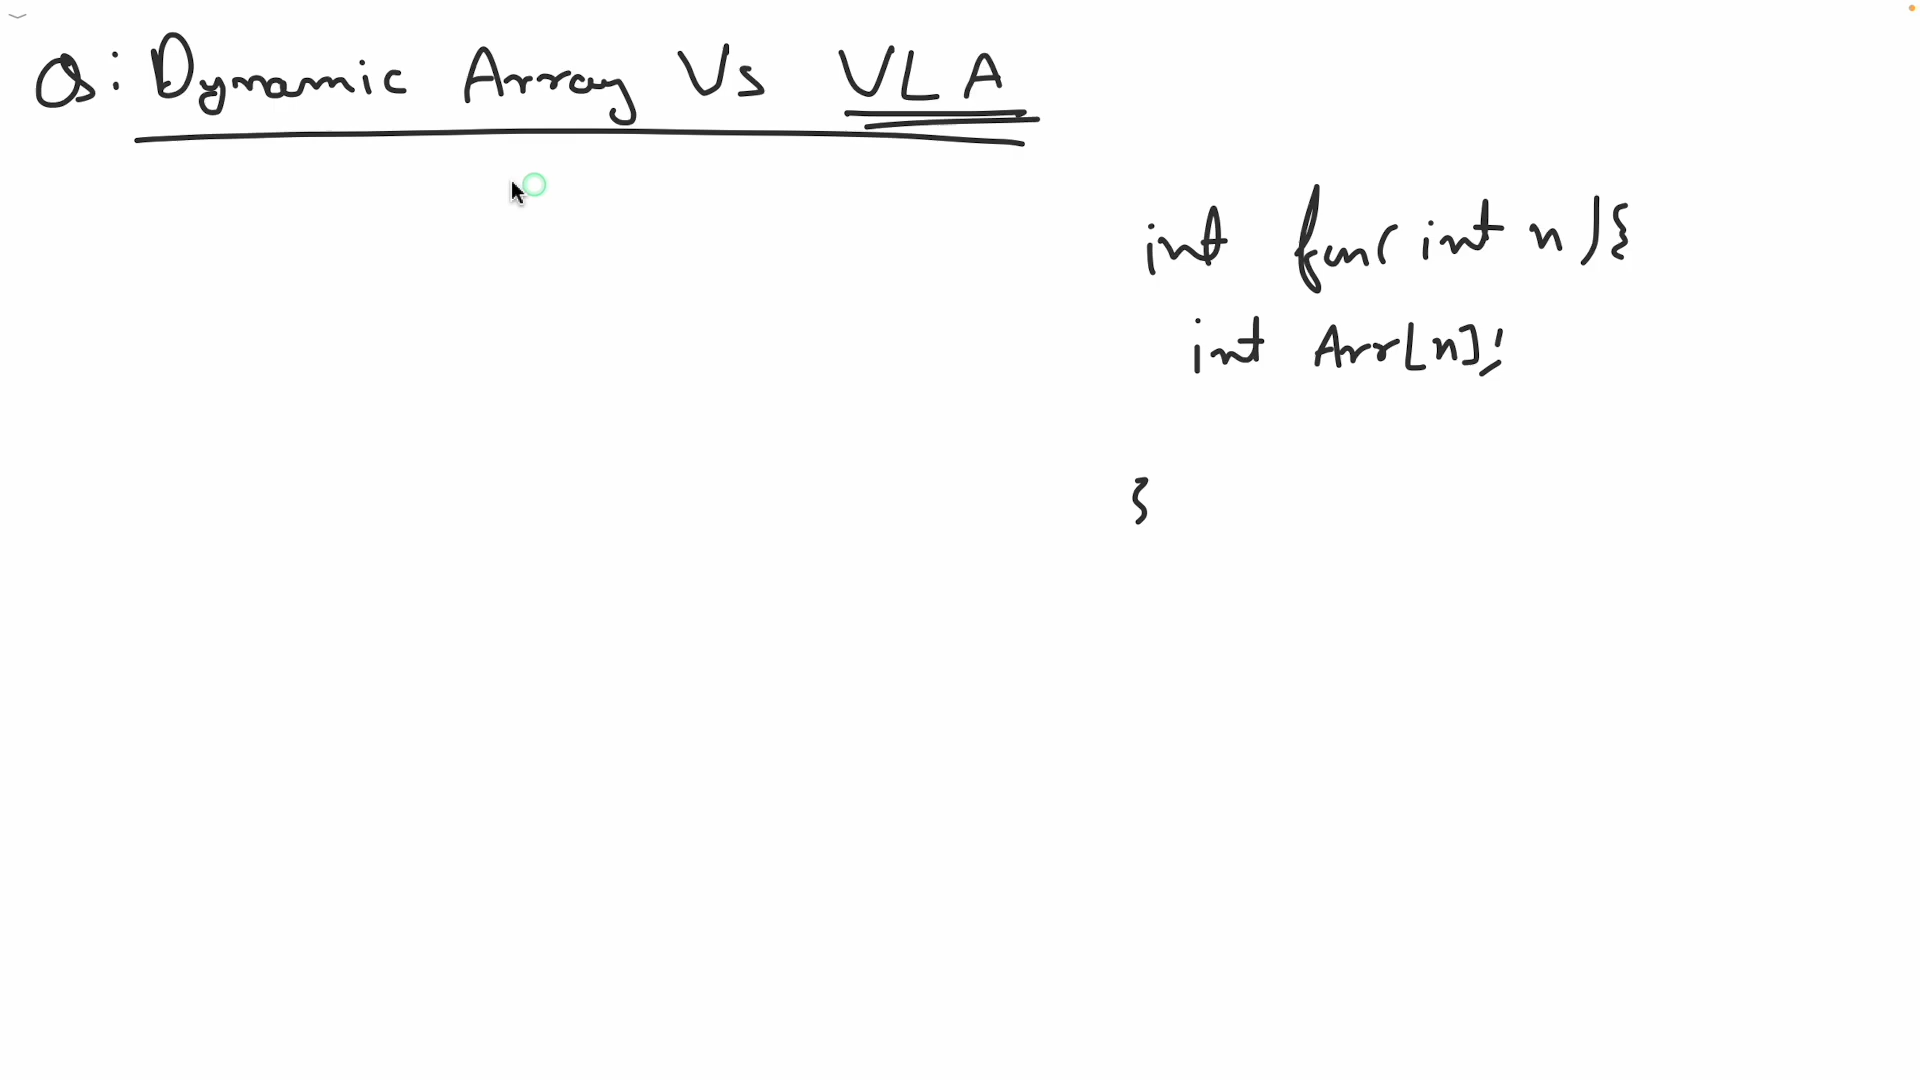 Q: Dynamic Array Vs VLA
int fun( int n ){
int Arr[n];
}